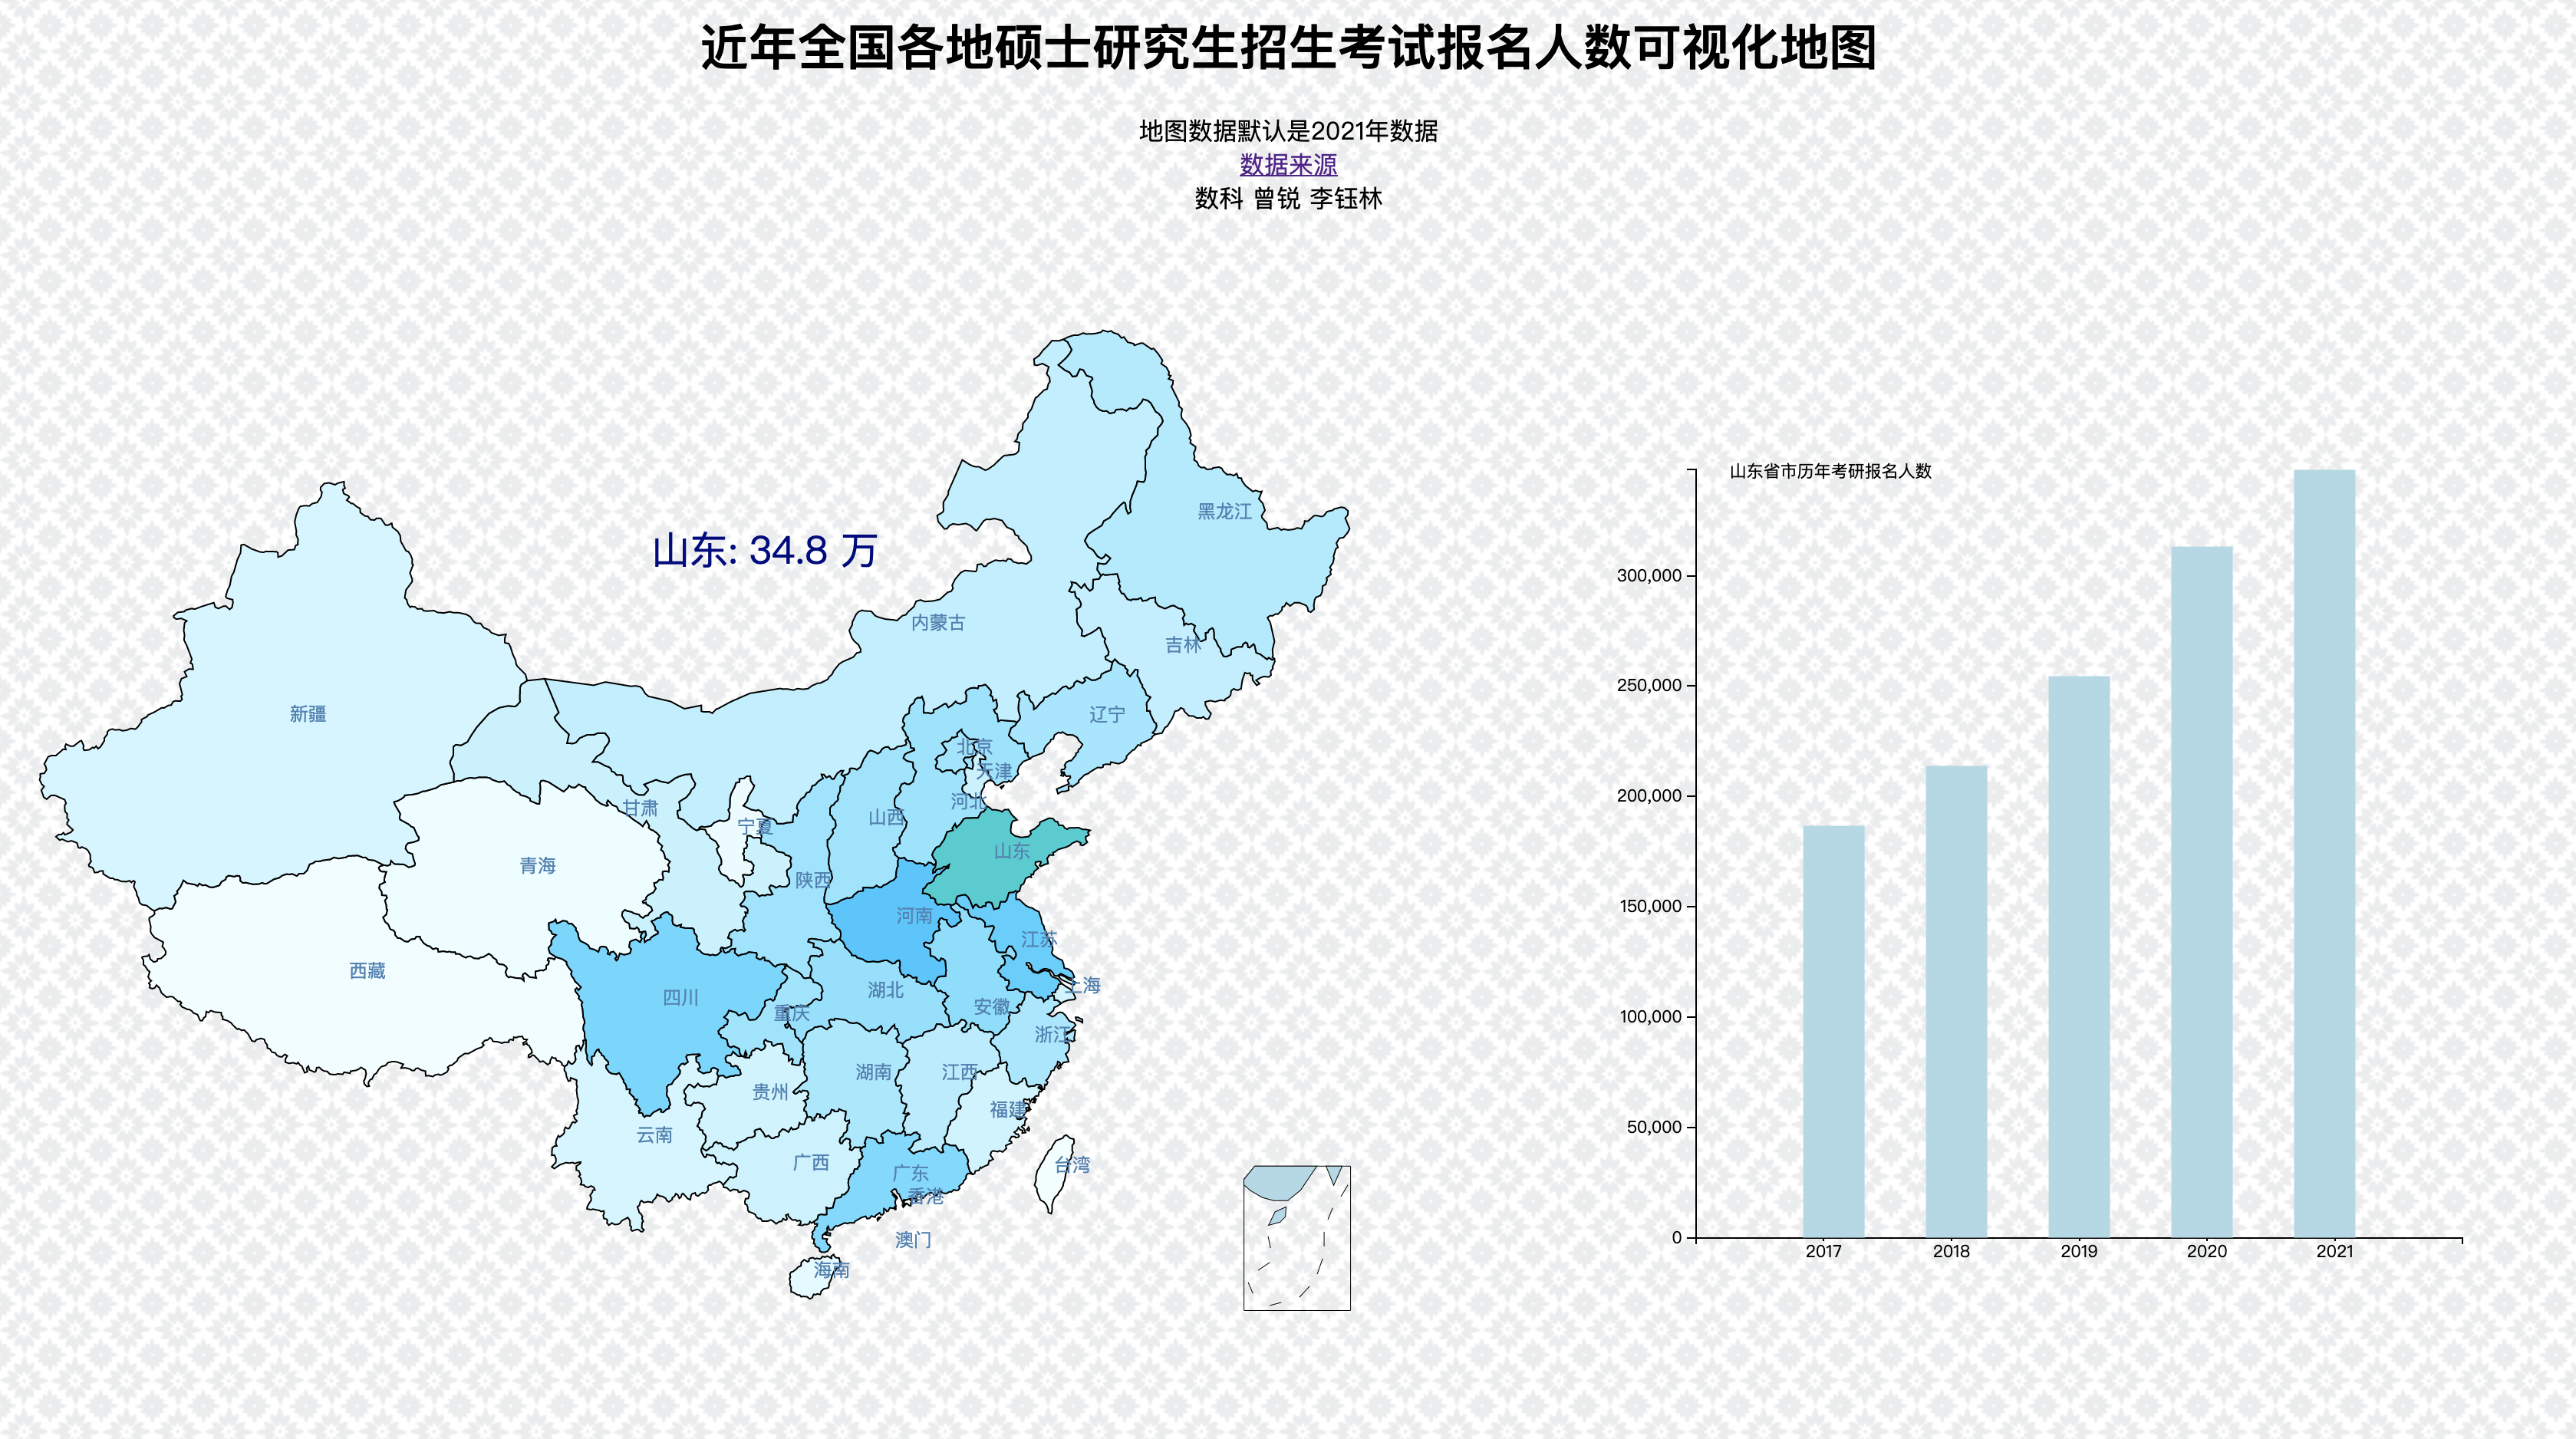 近年全国各地硕士研究生招生考试报名人数可视化地图
地图数据默认是2021年数据
数据来源
数科 曾锐 李钰林
山东: 34.8 万
黑龙江
内蒙古
吉林
新疆
辽宁
北京
天津
河北
甘肃
山西
宁夏
山东
青海
陕西
河南
江苏
西藏
上海
四川
湖北
安徽
重庆
浙江
湖南
江西
贵州
福建
云南
广西
台湾
广东
香港
澳门
海南
山东省市历年考研报名人数
300,000
250,000
200,000
150,000
100,000
50,000
0
2017 2018 2019 2020 2021